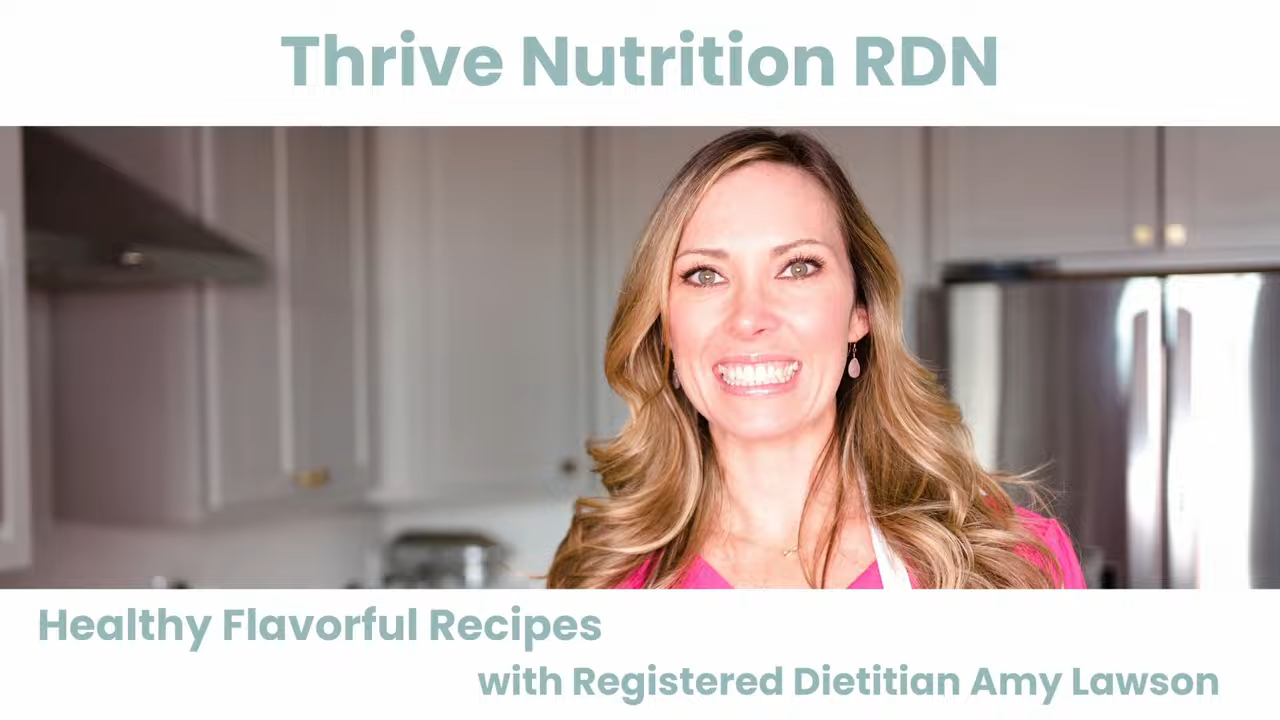 Thrive Nutrition RDN
Healthy Flavorful Recipes
with Registered Dietitian Amy Lawson